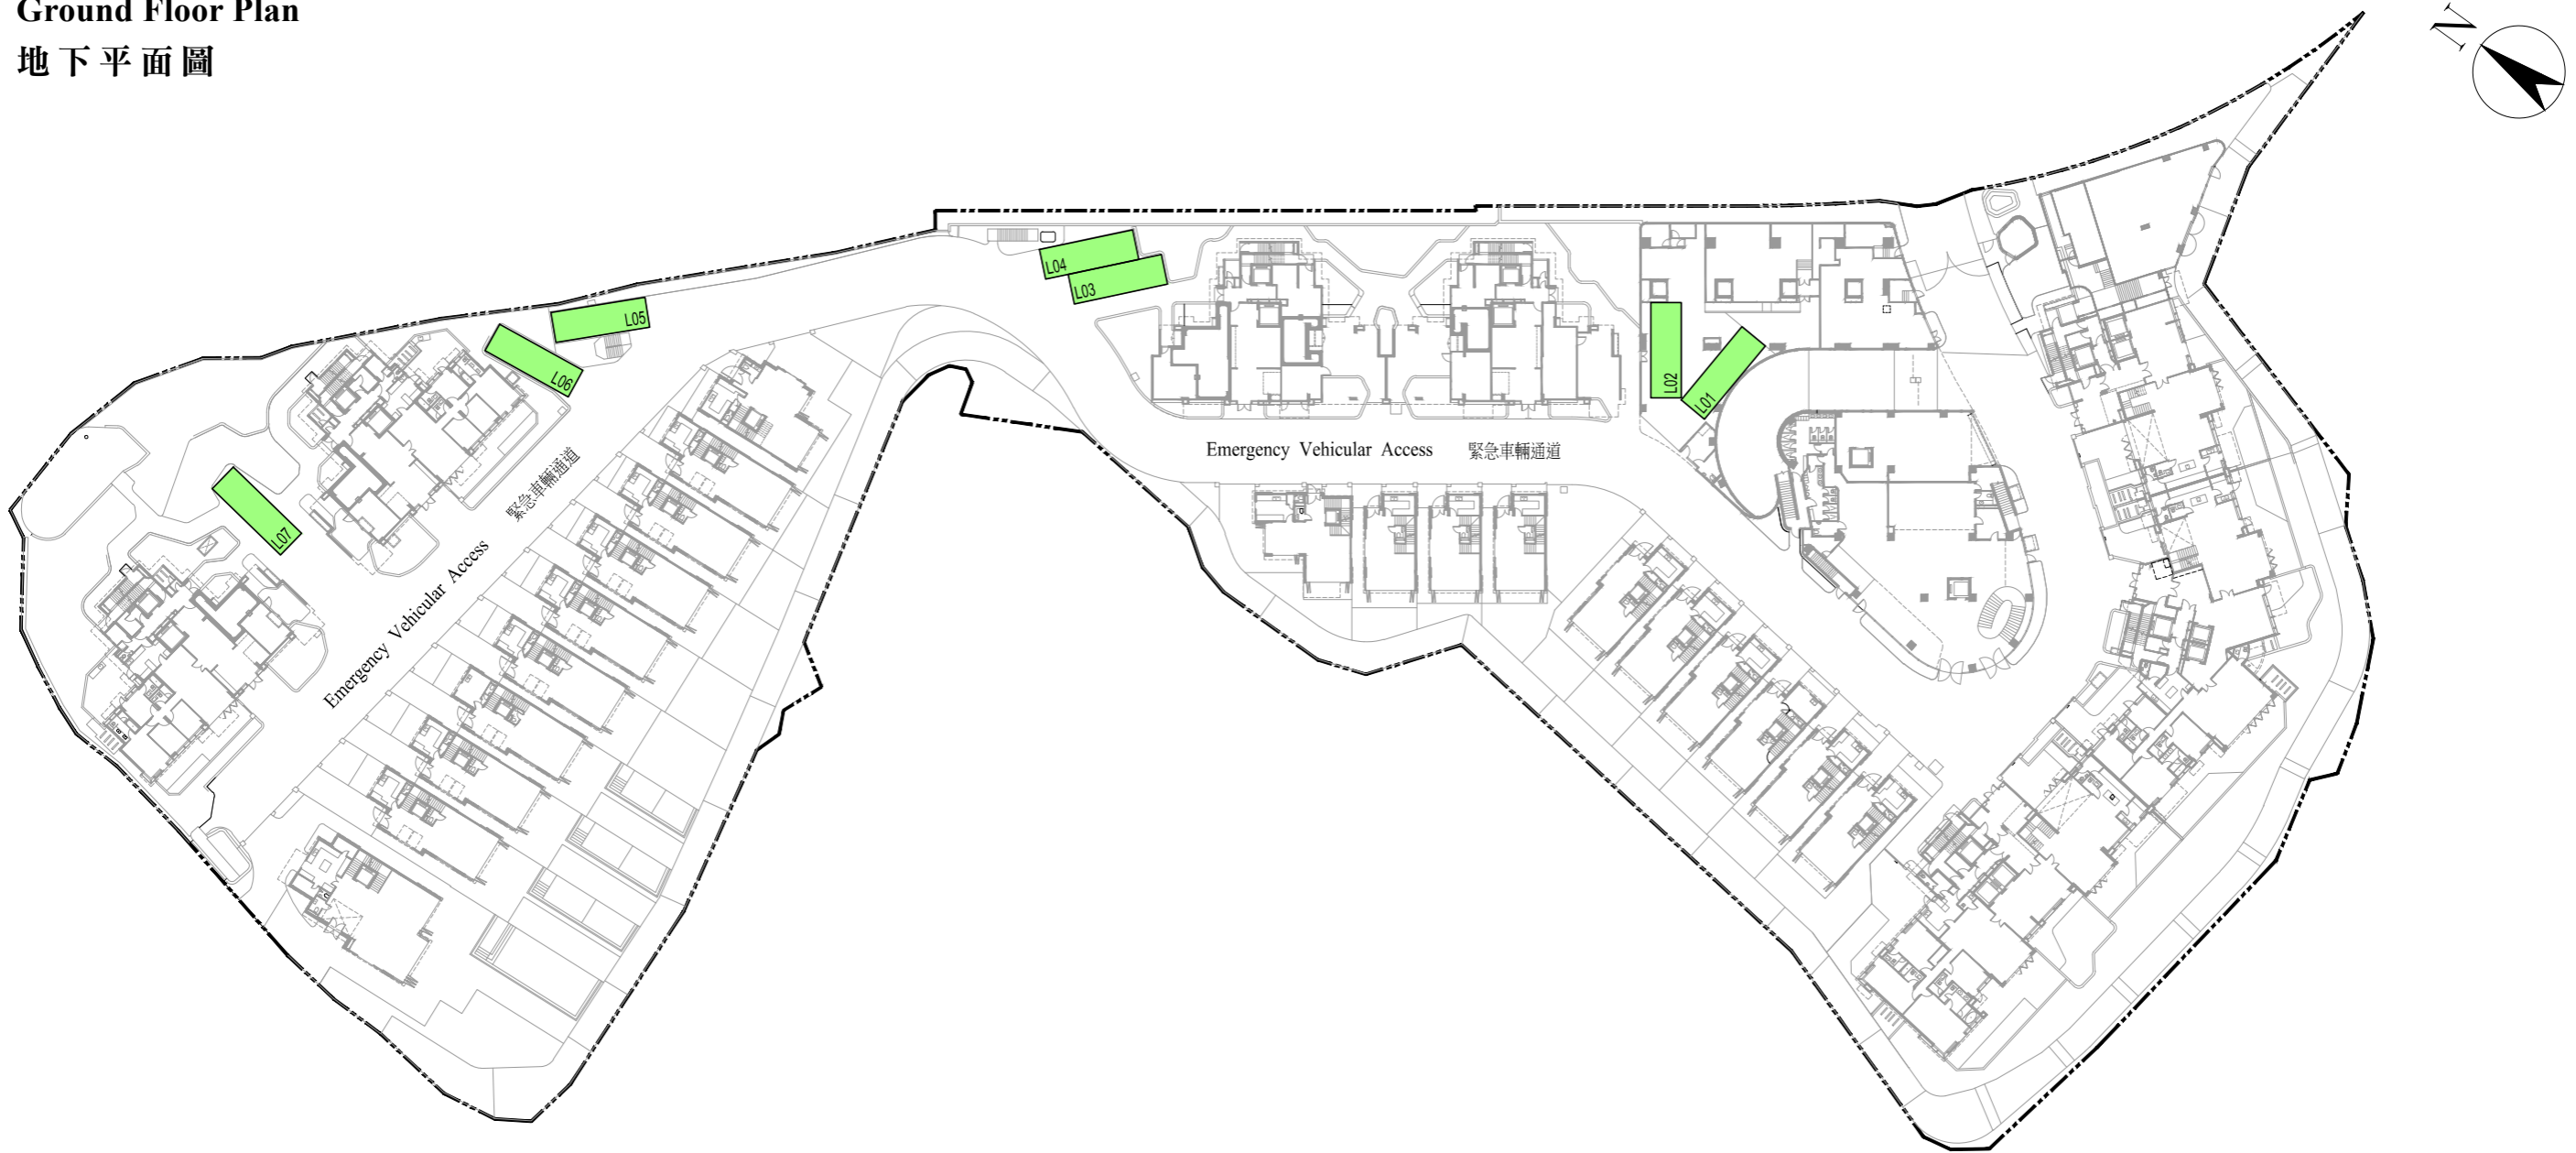 Ground Floor Plan
地下平面圖
N
L04
L03
L05
L06
L02
L01
Emergency Vehicular Access 緊急車輛通道
L07
Emergency Vehicular Access 緊急車輛通道